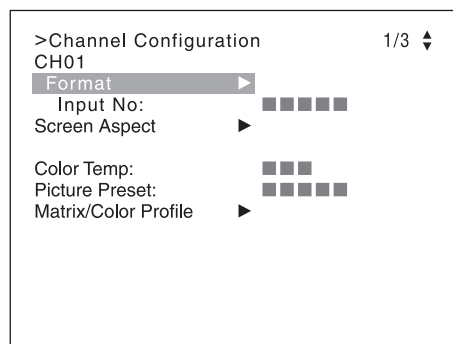 >Channel Configuration 1/3
CH01
Format
Input No:
Screen Aspect
Color Temp:
Picture Preset:
Matrix/Color Profile